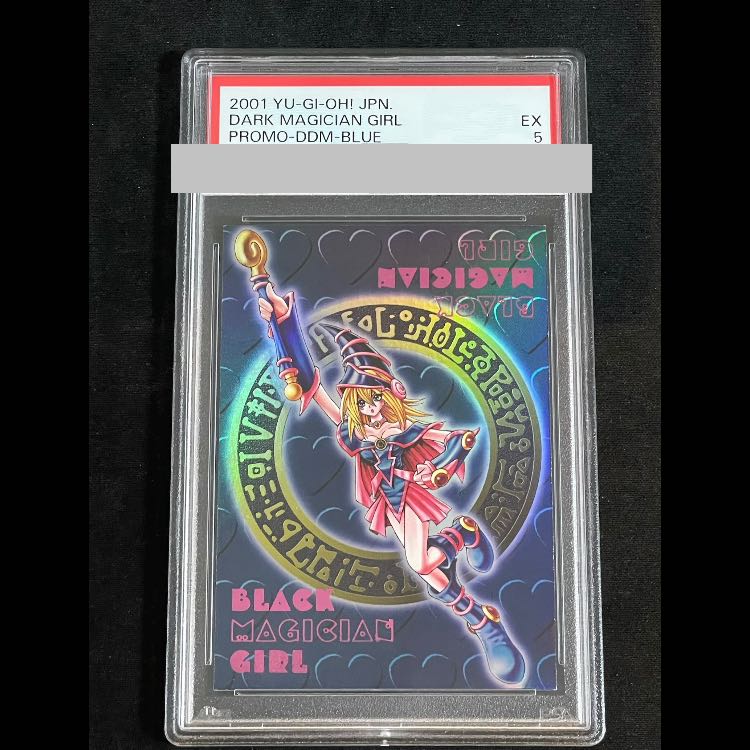 2001 YU-GI-OH! JPN.
DARK MAGICIAN GIRL EX
PROMO-DDM-BLUE 5
BLACK
MAGICIAN
GIRL
BLACK
MAGICIAN
GIRL